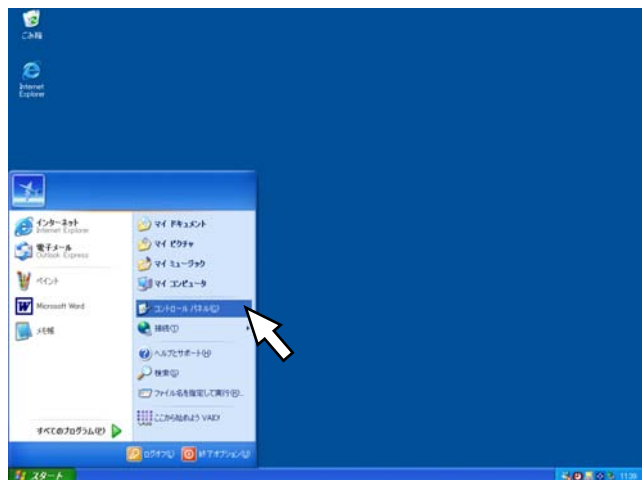 ごみ箱
Internet
Explorer
インターネット
Internet Explorer
電子メール
Outlook Express
ペイント
Microsoft Word
メモ帳
すべてのプログラム(P)
マイ ドキュメント
マイ ピクチャ
マイ ミュージック
マイ コンピュータ
コントロール パネル(C)
接続(T)
ヘルプとサポート(H)
検索(S)
ファイル名を指定して実行(R)...
ここから始めよう VAIO!
ログオフ(L)
終了オプション(U)
スタート
11:39